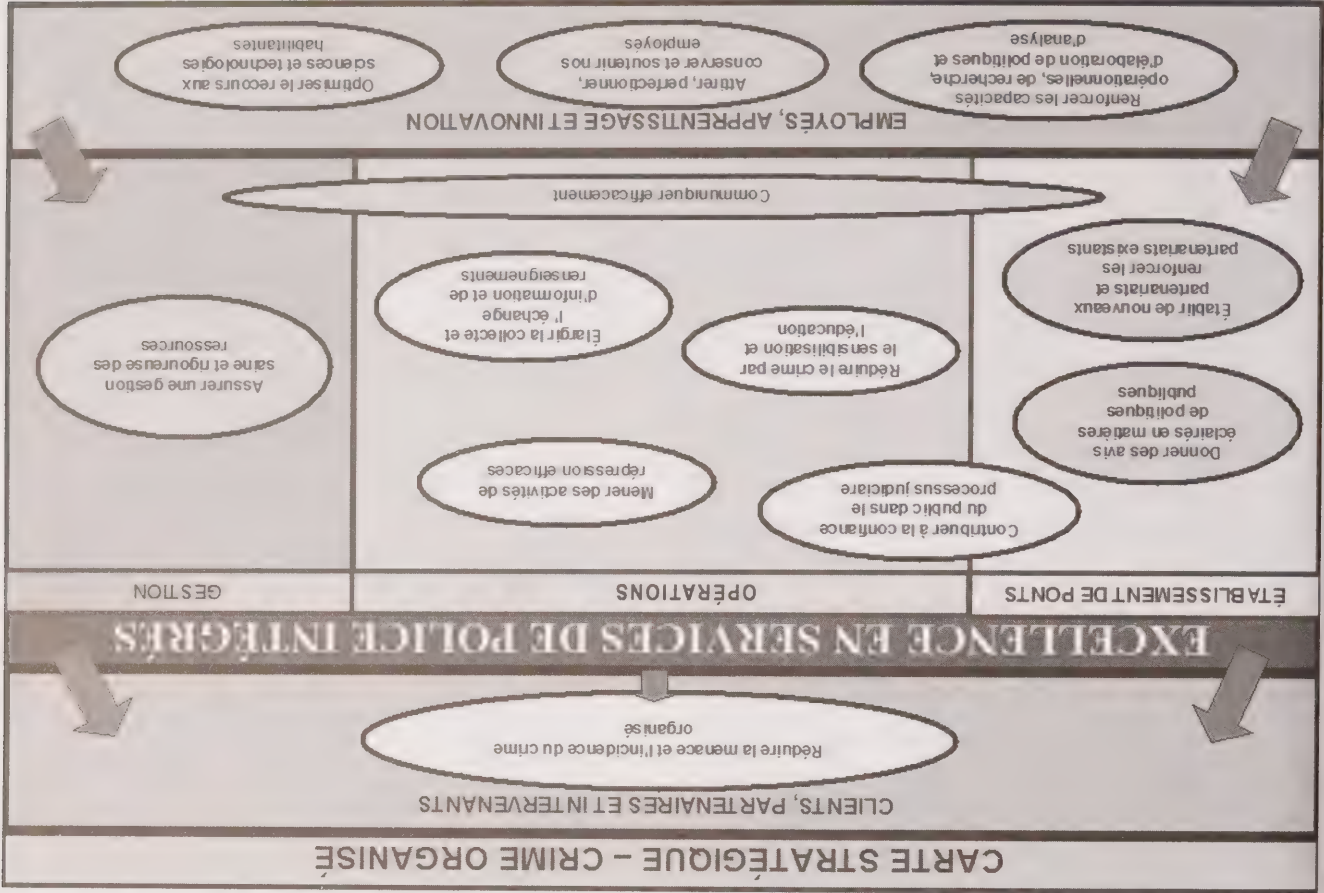 CARTE STRATÉGIQUE – CRIME ORGANISÉ
CLIENTS, PARTENAIRES ET INTERVENANTS
Réduire la menace et l'incidence du crime
organisé
EXCELLENCE EN SERVICES DE POLICE INTÉGRÉS
ÉTABLISSEMENT DE PONTS
OPÉRATIONS
GESTION
Donner des avis
éclairés en matières
de politiques
publiques
Établir de nouveaux
partenariats et
renforcer les
partenariats existants
Contribuer à la confiance
du public dans le
processus judiciare
Mener des activités de
répression efficaces
Réduire le crime par
le sensibilisation et
l'éducation
Élargir la collecte et
l' échange
d'information et de
renseignements
Assurer une gestion
saine et rigoureuse des
ressources
Communiquer efficacement
EMPLOYÉS, APPRENTISSAGE ET INNOVATION
Renforcer les capacités
opérationnelles, de recherche,
d'élaboration de politiques et
d'analyse
Attirer, perfectionner,
conserver et soutenir nos
employés
Optimiser le recours aux
sciences et technologies
habilitantes